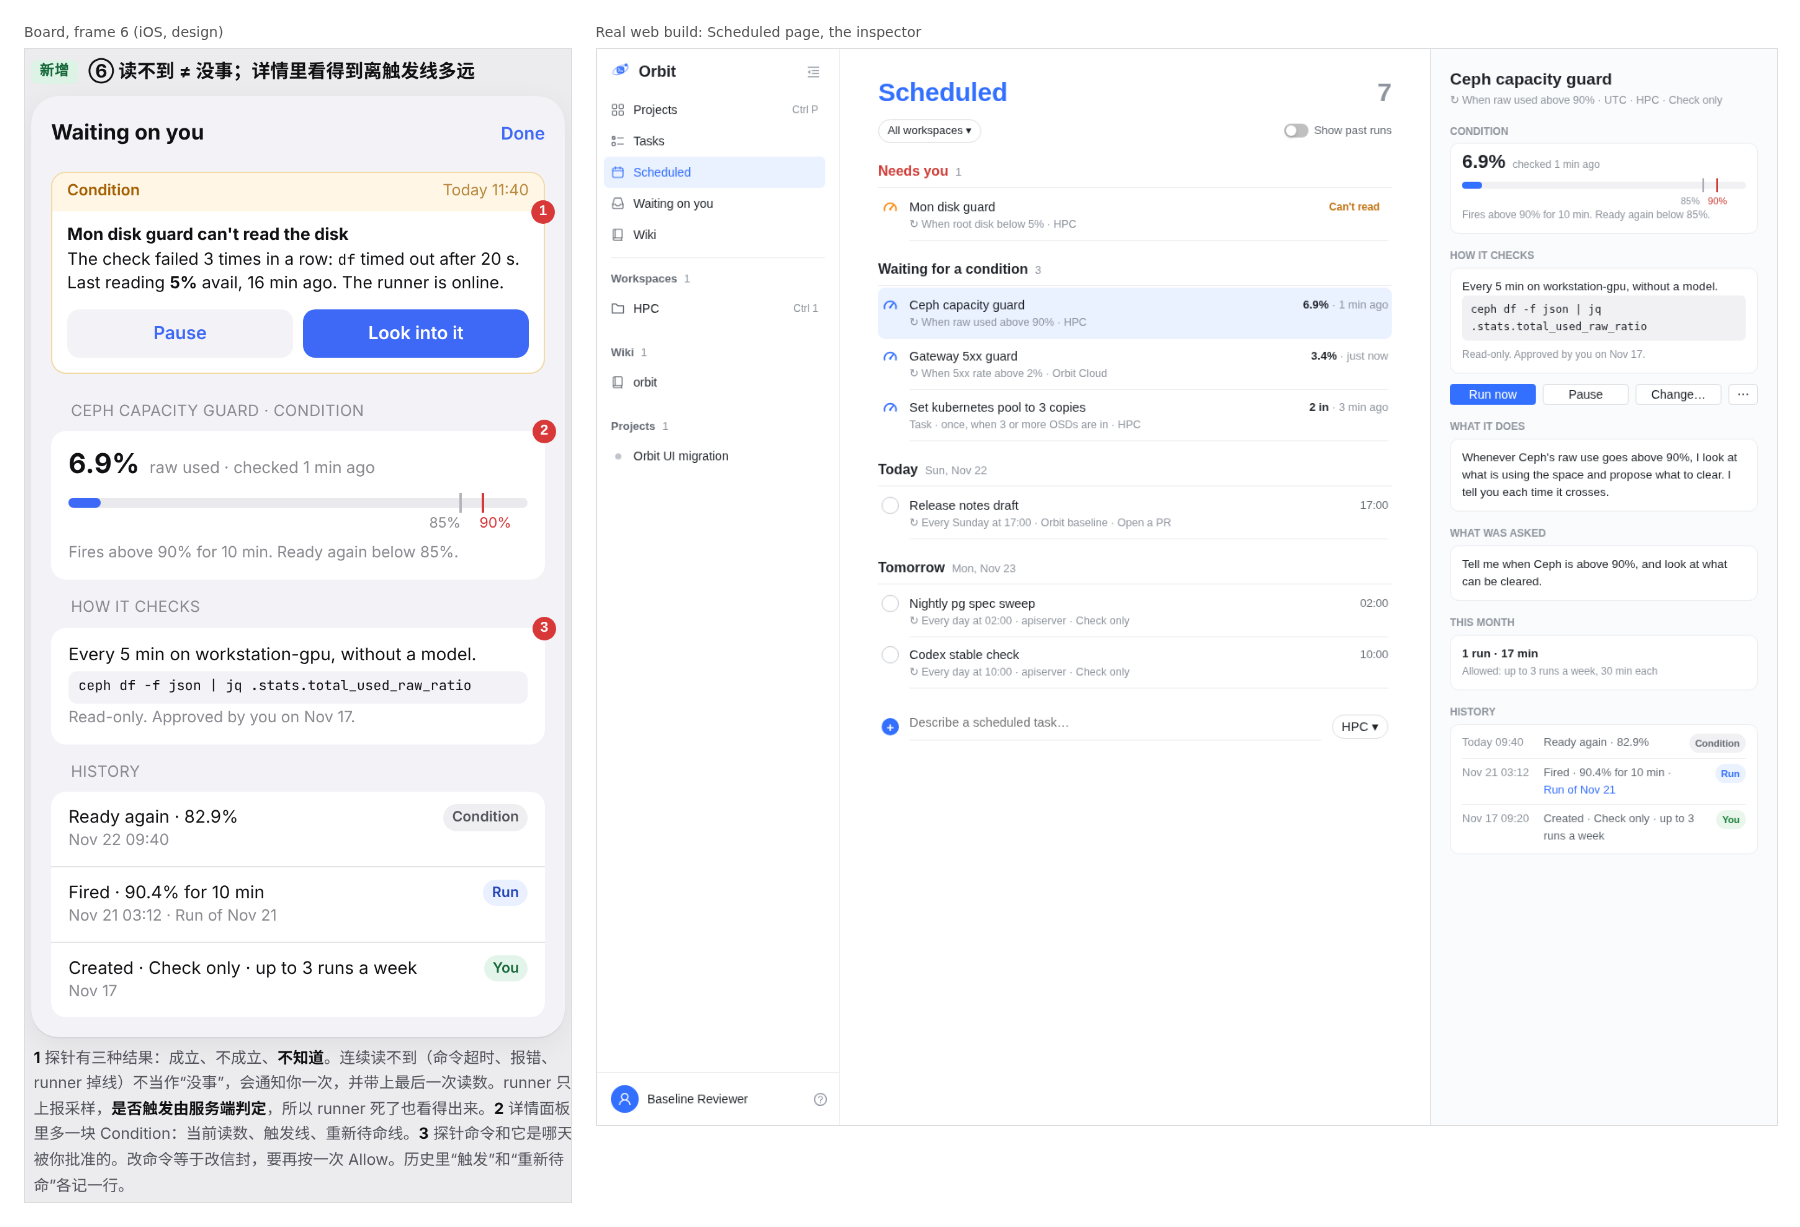 Board, frame 6 (iOS, design)
新增 ⑥ 读不到 ≠ 没事；详情里看得到离触发线多远
Waiting on you Done
Condition Today 11:40
1
Mon disk guard can't read the disk
The check failed 3 times in a row: df timed out after 20 s.
Last reading 5% avail, 16 min ago. The runner is online.
Pause Look into it
CEPH CAPACITY GUARD · CONDITION
2
6.9% raw used · checked 1 min ago
85% 90%
Fires above 90% for 10 min. Ready again below 85%.
HOW IT CHECKS
3
Every 5 min on workstation-gpu, without a model.
ceph df -f json | jq .stats.total_used_raw_ratio
Read-only. Approved by you on Nov 17.
HISTORY
Ready again · 82.9% Condition
Nov 22 09:40
Fired · 90.4% for 10 min Run
Nov 21 03:12 · Run of Nov 21
Created · Check only · up to 3 runs a week You
Nov 17
1 探针有三种结果：成立、不成立、不知道。连续读不到（命令超时、报错、
runner 掉线）不当作“没事”，会通知你一次，并带上最后一次读数。runner 只
上报采样，是否触发由服务端判定，所以 runner 死了也看得出来。2 详情面板
里多一块 Condition：当前读数、触发线、重新待命线。3 探针命令和它是哪天
被你批准的。改命令等于改信封，要再按一次 Allow。历史里“触发”和“重新待
命”各记一行。
Real web build: Scheduled page, the inspector
Orbit
Projects Ctrl P
Tasks
Scheduled
Waiting on you
Wiki
Workspaces 1
HPC Ctrl 1
Wiki 1
orbit
Projects 1
Orbit UI migration
Baseline Reviewer
Scheduled 7
All workspaces ▾ Show past runs
Needs you 1
Mon disk guard Can't read
↻ When root disk below 5% · HPC
Waiting for a condition 3
Ceph capacity guard 6.9% · 1 min ago
↻ When raw used above 90% · HPC
Gateway 5xx guard 3.4% · just now
↻ When 5xx rate above 2% · Orbit Cloud
Set kubernetes pool to 3 copies 2 in · 3 min ago
Task · once, when 3 or more OSDs are in · HPC
Today Sun, Nov 22
Release notes draft 17:00
↻ Every Sunday at 17:00 · Orbit baseline · Open a PR
Tomorrow Mon, Nov 23
Nightly pg spec sweep 02:00
↻ Every day at 02:00 · apiserver · Check only
Codex stable check 10:00
↻ Every day at 10:00 · apiserver · Check only
+ Describe a scheduled task… HPC ▾
Ceph capacity guard
↻ When raw used above 90% · UTC · HPC · Check only
CONDITION
6.9% checked 1 min ago
85% 90%
Fires above 90% for 10 min. Ready again below 85%.
HOW IT CHECKS
Every 5 min on workstation-gpu, without a model.
ceph df -f json | jq
.stats.total_used_raw_ratio
Read-only. Approved by you on Nov 17.
Run now Pause Change… ···
WHAT IT DOES
Whenever Ceph's raw use goes above 90%, I look at
what is using the space and propose what to clear. I
tell you each time it crosses.
WHAT WAS ASKED
Tell me when Ceph is above 90%, and look at what
can be cleared.
THIS MONTH
1 run · 17 min
Allowed: up to 3 runs a week, 30 min each
HISTORY
Today 09:40 Ready again · 82.9% Condition
Nov 21 03:12 Fired · 90.4% for 10 min · Run
Run of Nov 21
Nov 17 09:20 Created · Check only · up to 3 You
runs a week